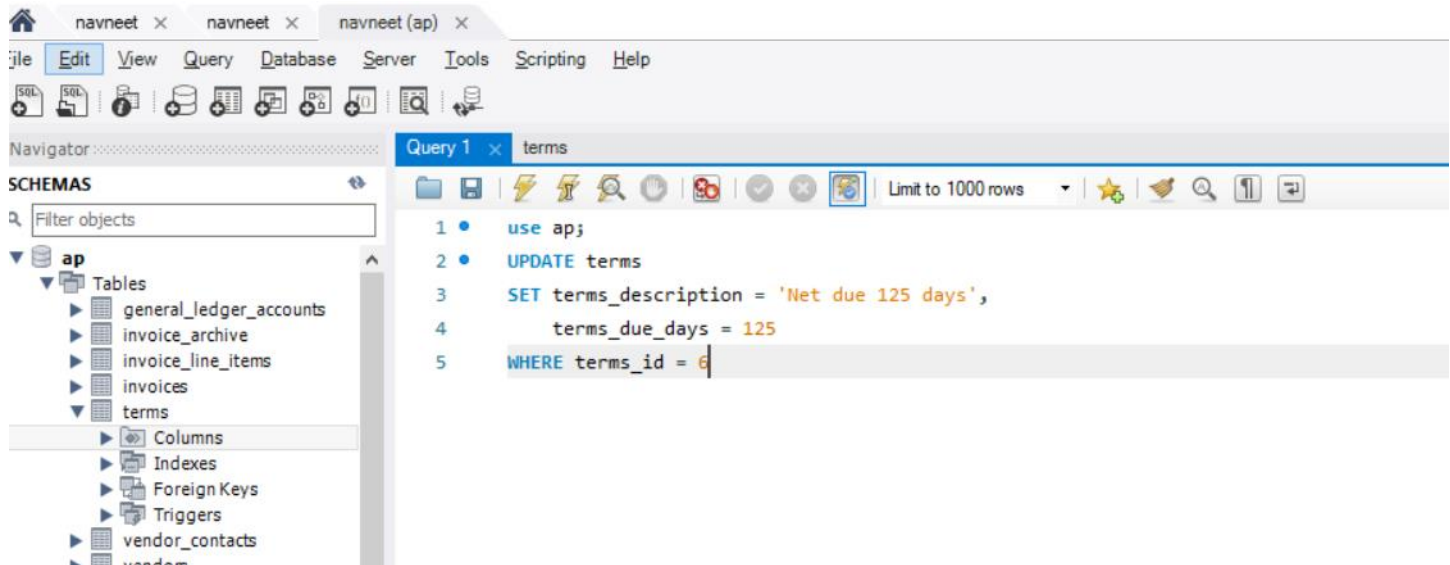 navneet navneet navneet (ap)
File Edit View Query Database Server Tools Scripting Help
Navigator
Query 1 terms
SCHEMAS
Limit to 1000 rows
Filter objects
1 use ap;
2 UPDATE terms
3 SET terms_description = 'Net due 125 days',
4 terms_due_days = 125
5 WHERE terms_id = 6
ap
Tables
general_ledger_accounts
invoice_archive
invoice_line_items
invoices
terms
Columns
Indexes
Foreign Keys
Triggers
vendor_contacts
vendors